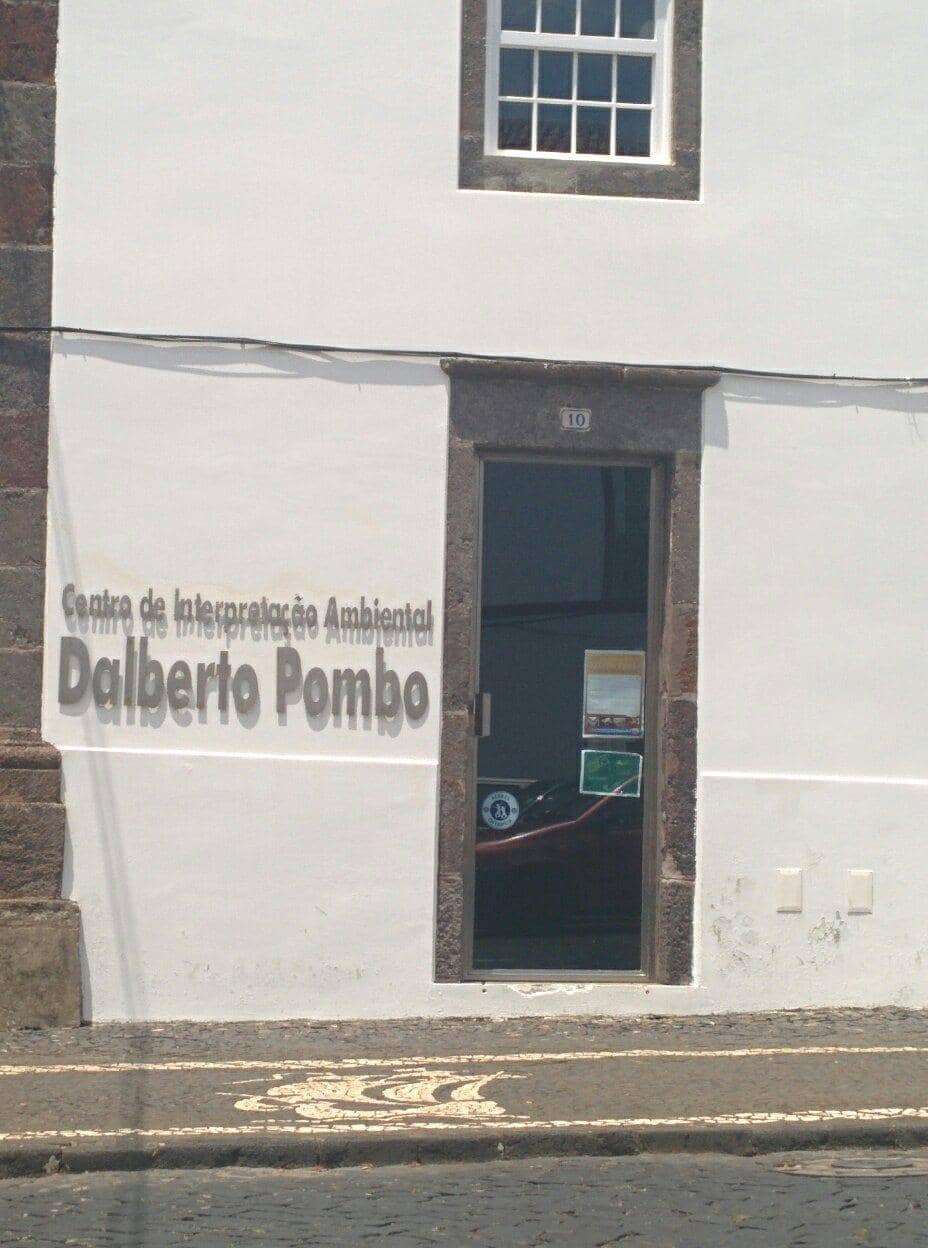 10
Centro de Interpretação Ambiental
Dalberto Pombo